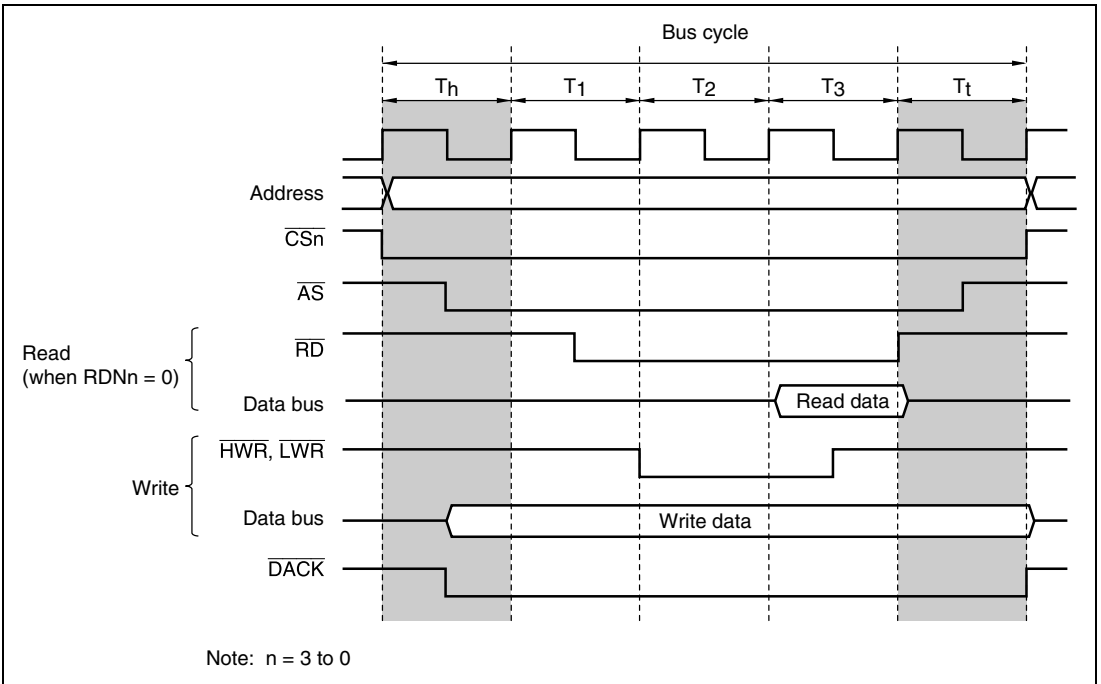 Bus cycle
Th T1 T2 T3 Tt
Address
CSn
AS
Read
(when RDNn = 0)
RD
Data bus
Read data
HWR, LWR
Write
Data bus
Write data
DACK
Note: n = 3 to 0